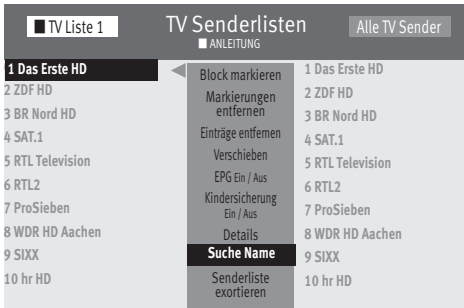 TV Liste 1
TV Senderlisten
ANLEITUNG
Alle TV Sender
1 Das Erste HD
2 ZDF HD
3 BR Nord HD
4 SAT.1
5 RTL Television
6 RTL2
7 ProSieben
8 WDR HD Aachen
9 SIXX
10 hr HD
Block markieren
Markierungen
entfernen
Einträge entfemen
Verschieben
EPG Ein / Aus
Kindersicherung
Ein / Aus
Details
Suche Name
Senderliste
exortieren
1 Das Erste HD
2 ZDF HD
3 BR Nord HD
4 SAT.1
5 RTL Television
6 RTL2
7 ProSieben
8 WDR HD Aachen
9 SIXX
10 hr HD